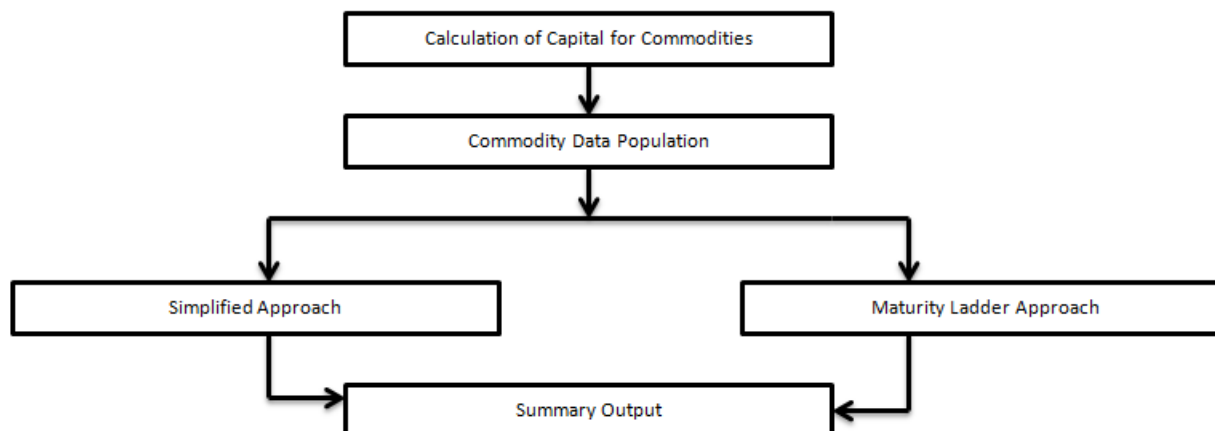 Calculation of Capital for Commodities
Commodity Data Population
Simplified Approach
Maturity Ladder Approach
Summary Output